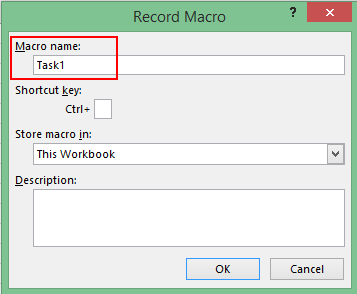 Record Macro
? ×
Macro name:
Task1
Shortcut key:
Ctrl+
Store macro in:
This Workbook
Description:
OK Cancel